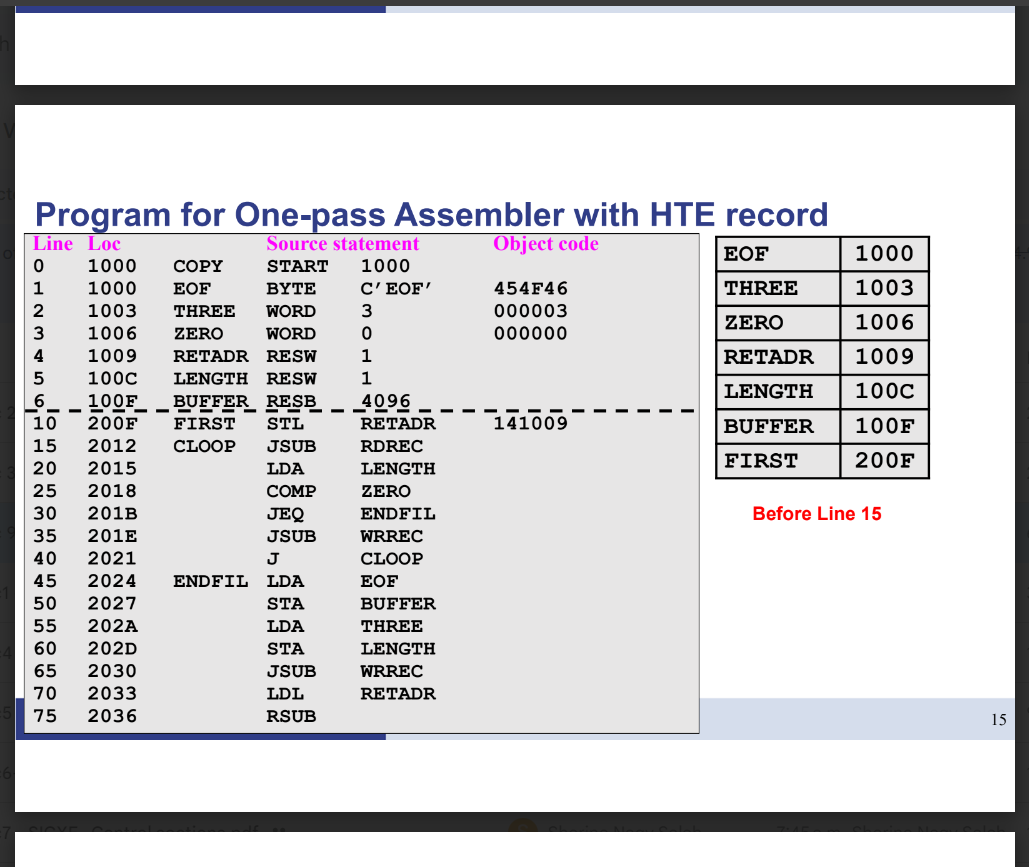 Program for One-pass Assembler with HTE record
Line Loc Source statement Object code
0 1000 COPY START 1000
1 1000 EOF BYTE C’EOF’ 454F46
2 1003 THREE WORD 3 000003
3 1006 ZERO WORD 0 000000
4 1009 RETADR RESW 1
5 100C LENGTH RESW 1
6 100F BUFFER RESB 4096
10 200F FIRST STL RETADR 141009
15 2012 CLOOP JSUB RDREC
20 2015 LDA LENGTH
25 2018 COMP ZERO
30 201B JEQ ENDFIL
35 201E JSUB WRREC
40 2021 J CLOOP
45 2024 ENDFIL LDA EOF
50 2027 STA BUFFER
55 202A LDA THREE
60 202D STA LENGTH
65 2030 JSUB WRREC
70 2033 LDL RETADR
75 2036 RSUB
EOF 1000
THREE 1003
ZERO 1006
RETADR 1009
LENGTH 100C
BUFFER 100F
FIRST 200F
Before Line 15
15